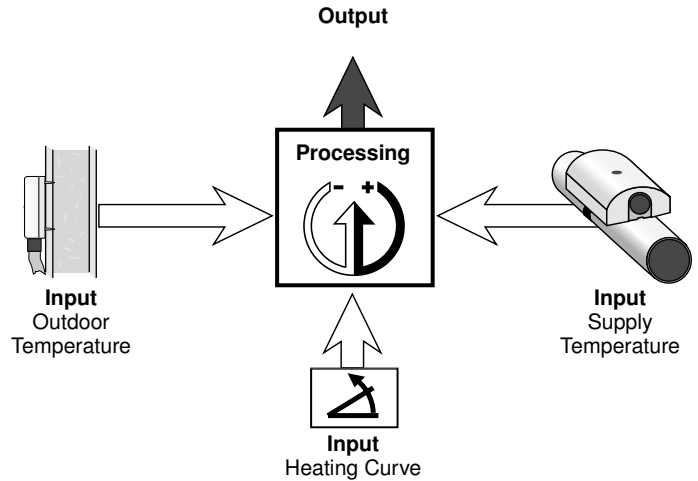 Output
Processing
- +
Input
Outdoor
Temperature
Input
Supply
Temperature
Input
Heating Curve